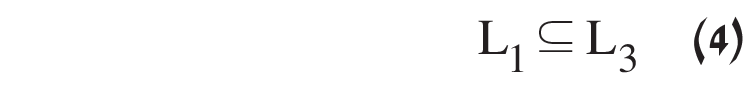 L₁ ⊆ L₃ (4)